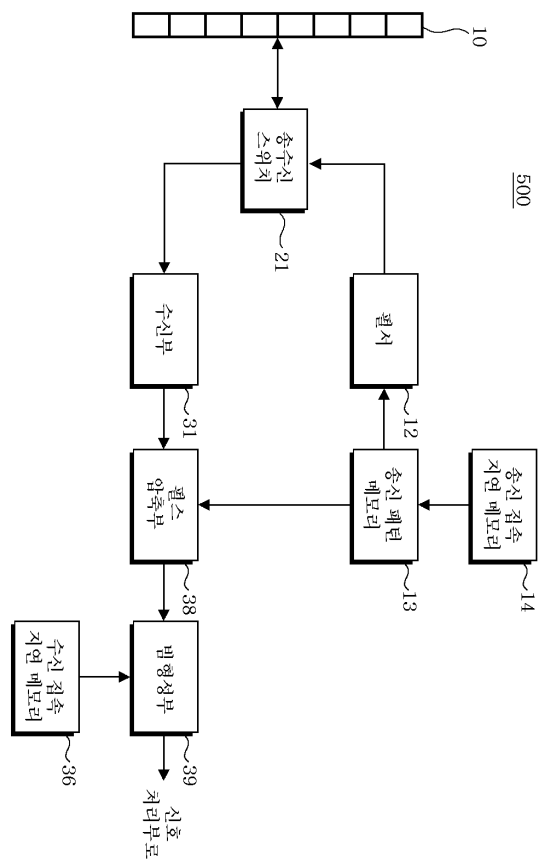 500
10
송수신
스위치
21
펄서
12
송신 집속
지연 메모리
14
송신 패턴
메모리
13
수신부
31
펄스
압축부
38
빔형성부
39
수신 집속
지연 메모리
36
신호
처리부로